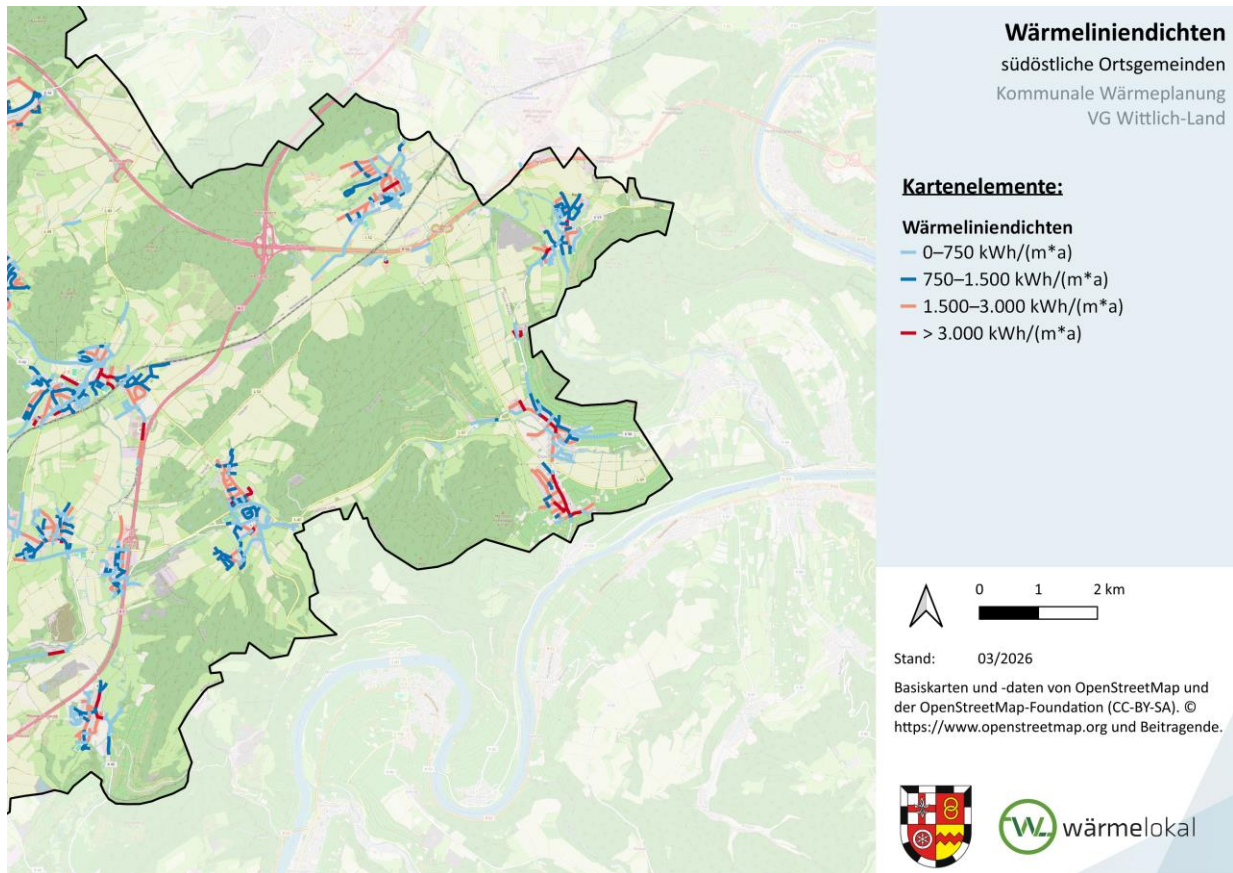 Wärmeliniendichten
südöstliche Ortsgemeinden
Kommunale Wärmeplanung
VG Wittlich-Land
Kartenelemente:
Wärmeliniendichten
0–750 kWh/(m*a)
750–1.500 kWh/(m*a)
1.500–3.000 kWh/(m*a)
> 3.000 kWh/(m*a)
0 1 2 km
Stand: 03/2026
Basiskarten und -daten von OpenStreetMap und
der OpenStreetMap-Foundation (CC-BY-SA). ©
https://www.openstreetmap.org und Beitragende.
wärmelokal